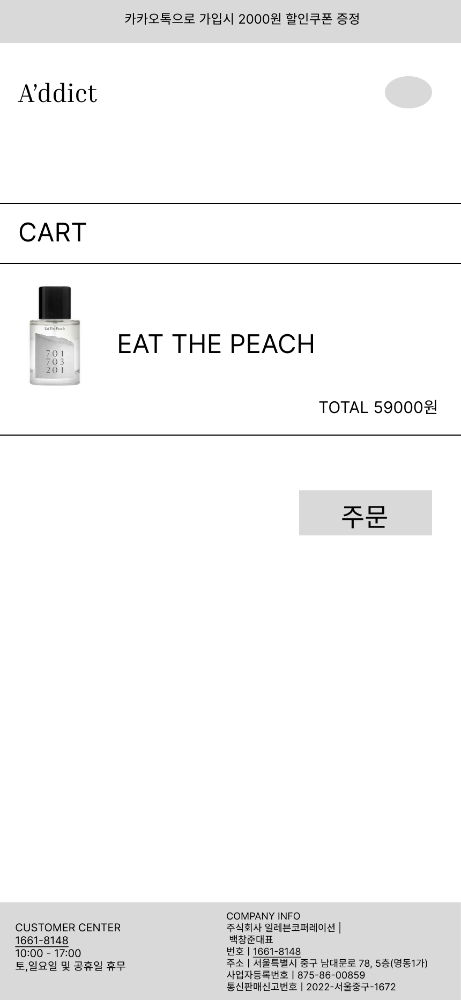 카카오톡으로 가입시 2000원 할인쿠폰 증정
A’ddict
CART
Eat The Peach
701
703
201
EAT THE PEACH
TOTAL 59000원
주문
CUSTOMER CENTER
1661-8148
10:00 - 17:00
토,일요일 및 공휴일 휴무
COMPANY INFO
주식회사 일레븐코퍼레이션 |
백창준대표
번호 | 1661-8148
주소 | 서울특별시 중구 남대문로 78, 5층(명동1가)
사업자등록번호 | 875-86-00859
통신판매신고번호 | 2022-서울중구-1672